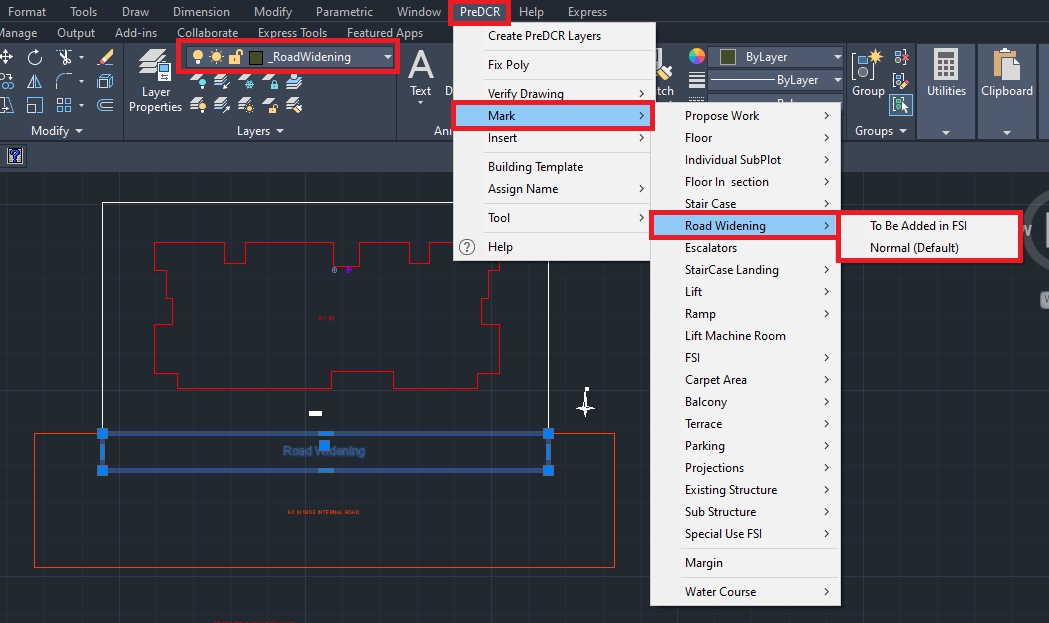 Format Tools Draw Dimension Modify Parametric Window PreDCR Help Express
Manage Output Add-ins Collaborate Express Tools Featured Apps
_RoadWidening
Layer
Properties
Modify
Layers
Text
ByLayer
ByLayer
Group
Groups
Utilities
Clipboard
Create PreDCR Layers
Fix Poly
Verify Drawing
Mark
Insert
Building Template
Assign Name
Tool
Help
Propose Work
Floor
Individual SubPlot
Floor In section
Stair Case
Road Widening
Escalators
StairCase Landing
Lift
Ramp
Lift Machine Room
FSI
Carpet Area
Balcony
Terrace
Parking
Projections
Existing Structure
Sub Structure
Special Use FSI
Margin
Water Course
To Be Added in FSI
Normal (Default)
W
Road Widening
WIDE INTERNAL ROAD